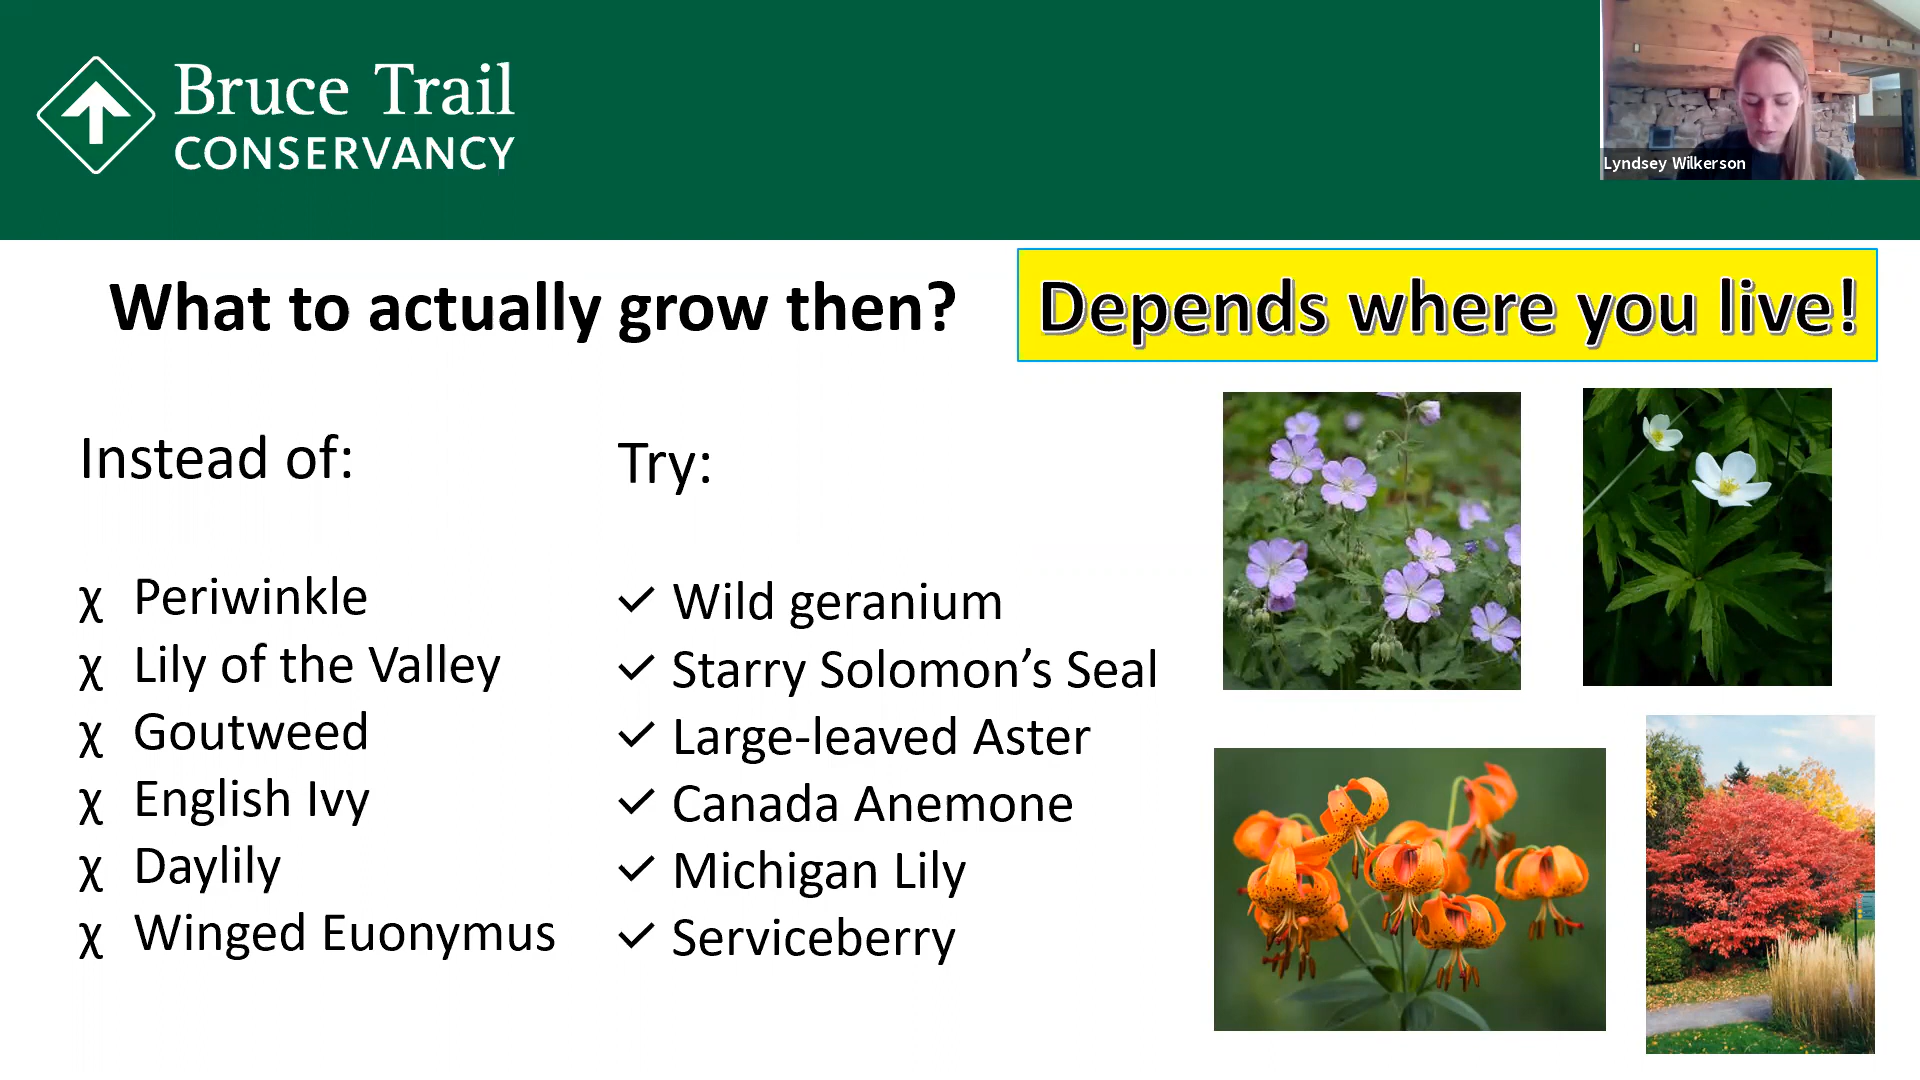 Bruce Trail
CONSERVANCY
Lyndsey Wilkerson
What to actually grow then?
Depends where you live!
Instead of:
χ Periwinkle
χ Lily of the Valley
χ Goutweed
χ English Ivy
χ Daylily
χ Winged Euonymus
Try:
✓ Wild geranium
✓ Starry Solomon’s Seal
✓ Large-leaved Aster
✓ Canada Anemone
✓ Michigan Lily
✓ Serviceberry